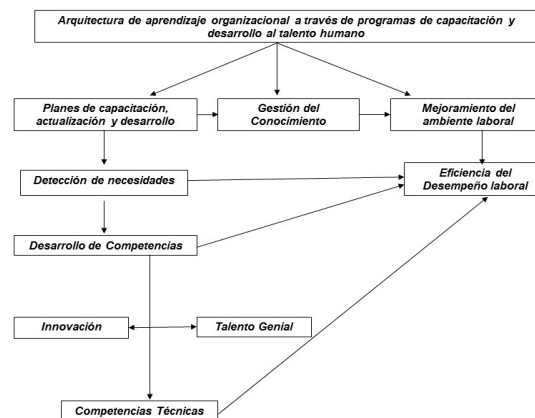 Arquitectura de aprendizaje organizacional a través de programas de capacitación y
desarrollo al talento humano
Planes de capacitación,
actualización y desarrollo
Gestión del
Conocimiento
Mejoramiento del
ambiente laboral
Detección de necesidades
Eficiencia del
Desempeño laboral
Desarrollo de Competencias
Innovación
Talento Genial
Competencias Técnicas